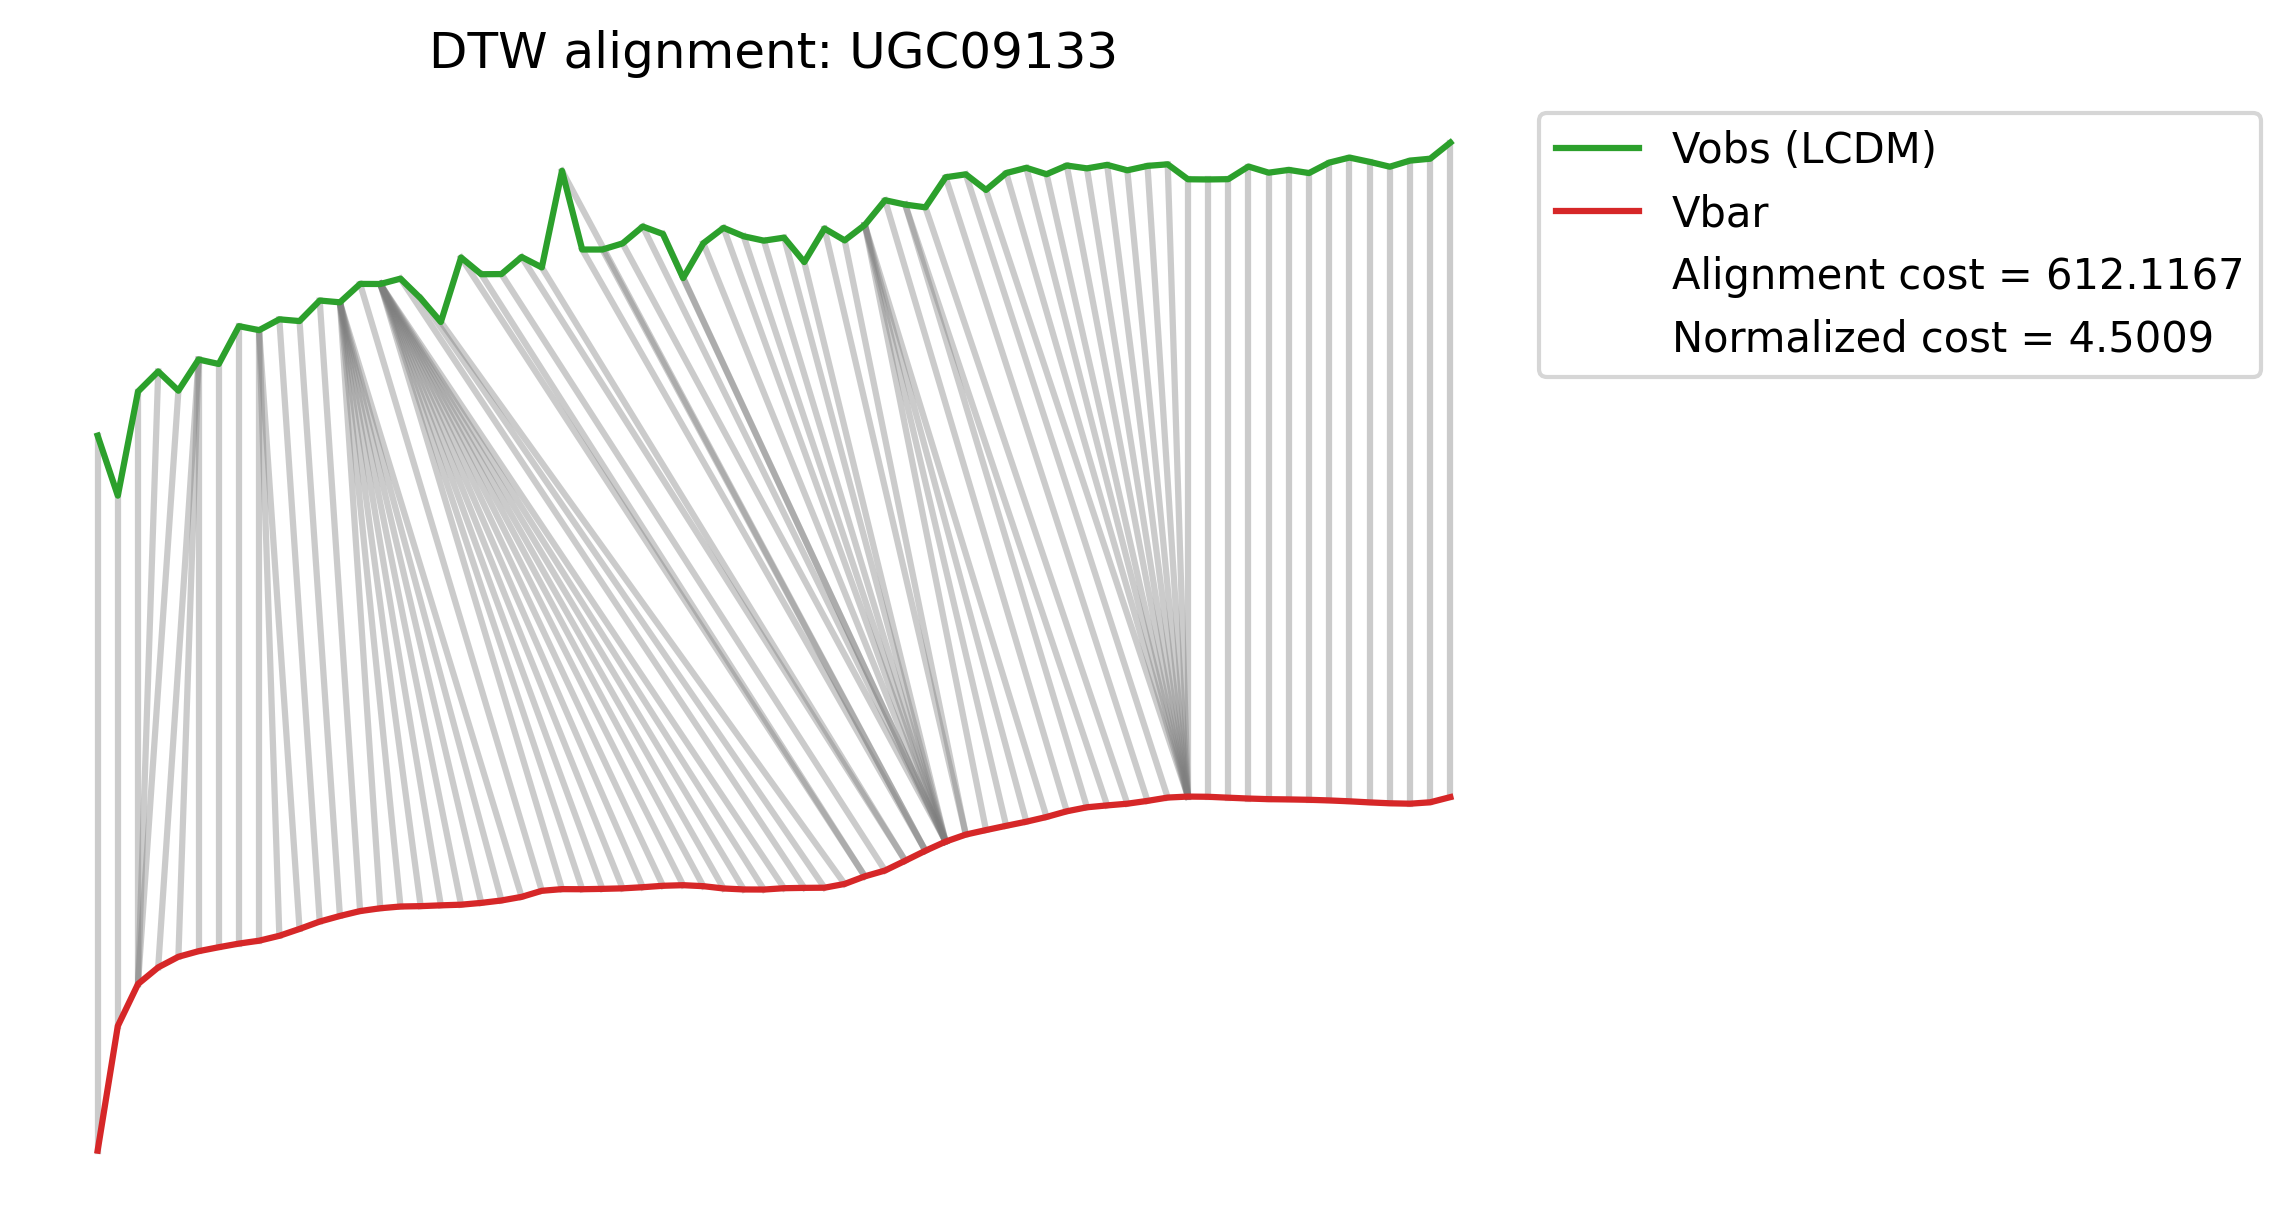 DTW alignment: UGC09133
Vobs (LCDM)
Vbar
Alignment cost = 612.1167
Normalized cost = 4.5009